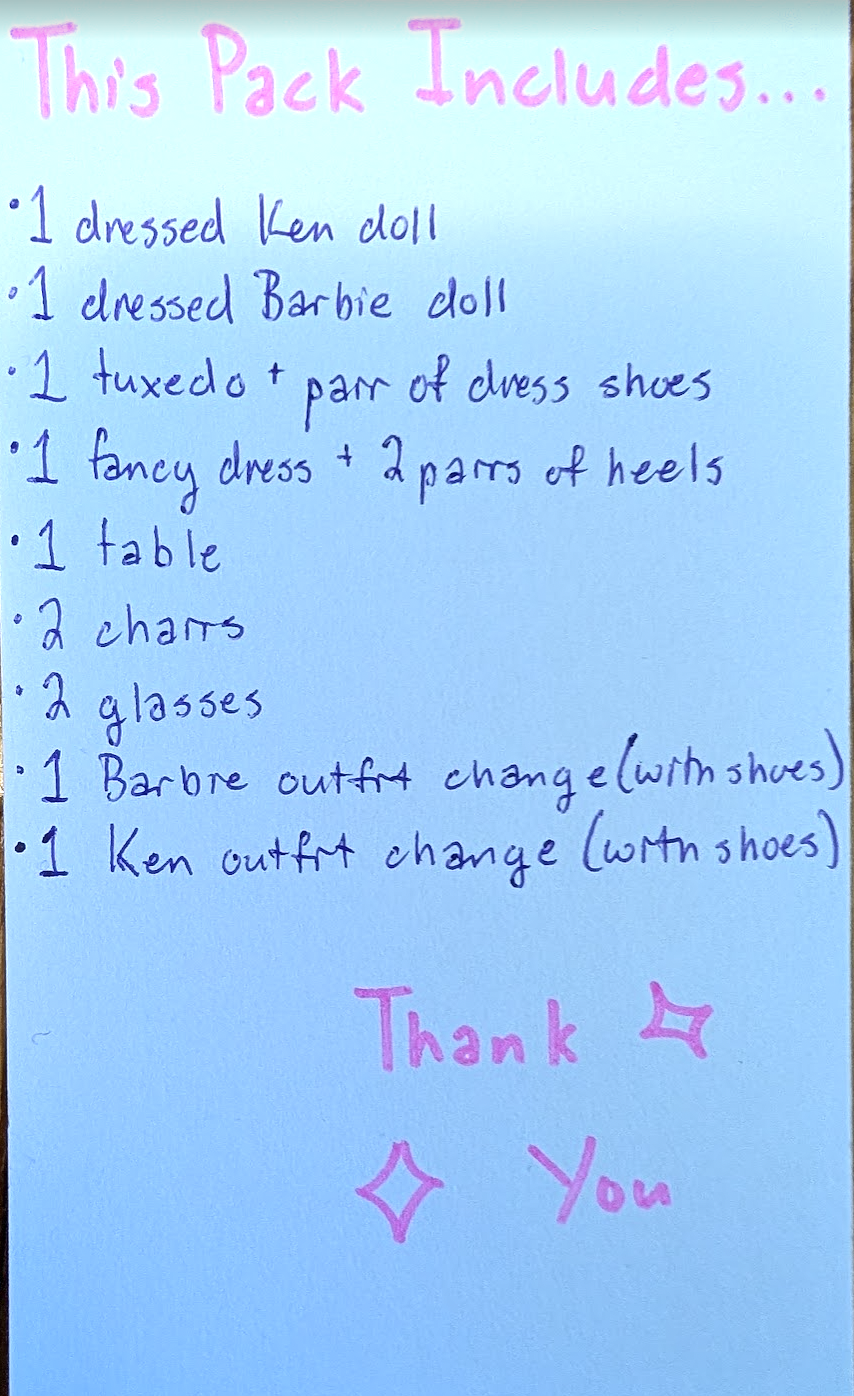 This Pack Includes...
• 1 dressed Ken doll
• 1 dressed Barbie doll
• 1 tuxedo + pair of dress shoes
• 1 fancy dress + 2 pairs of heels
• 1 table
• 2 chairs
• 2 glasses
• 1 Barbie outfit change (with shoes)
• 1 Ken outfit change (with shoes)
Thank
You